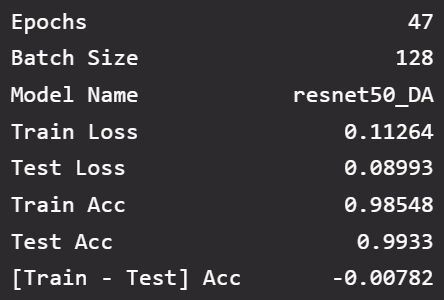 Epochs 47
Batch Size 128
Model Name resnet50_DA
Train Loss 0.11264
Test Loss 0.08993
Train Acc 0.98548
Test Acc 0.9933
[Train - Test] Acc -0.00782